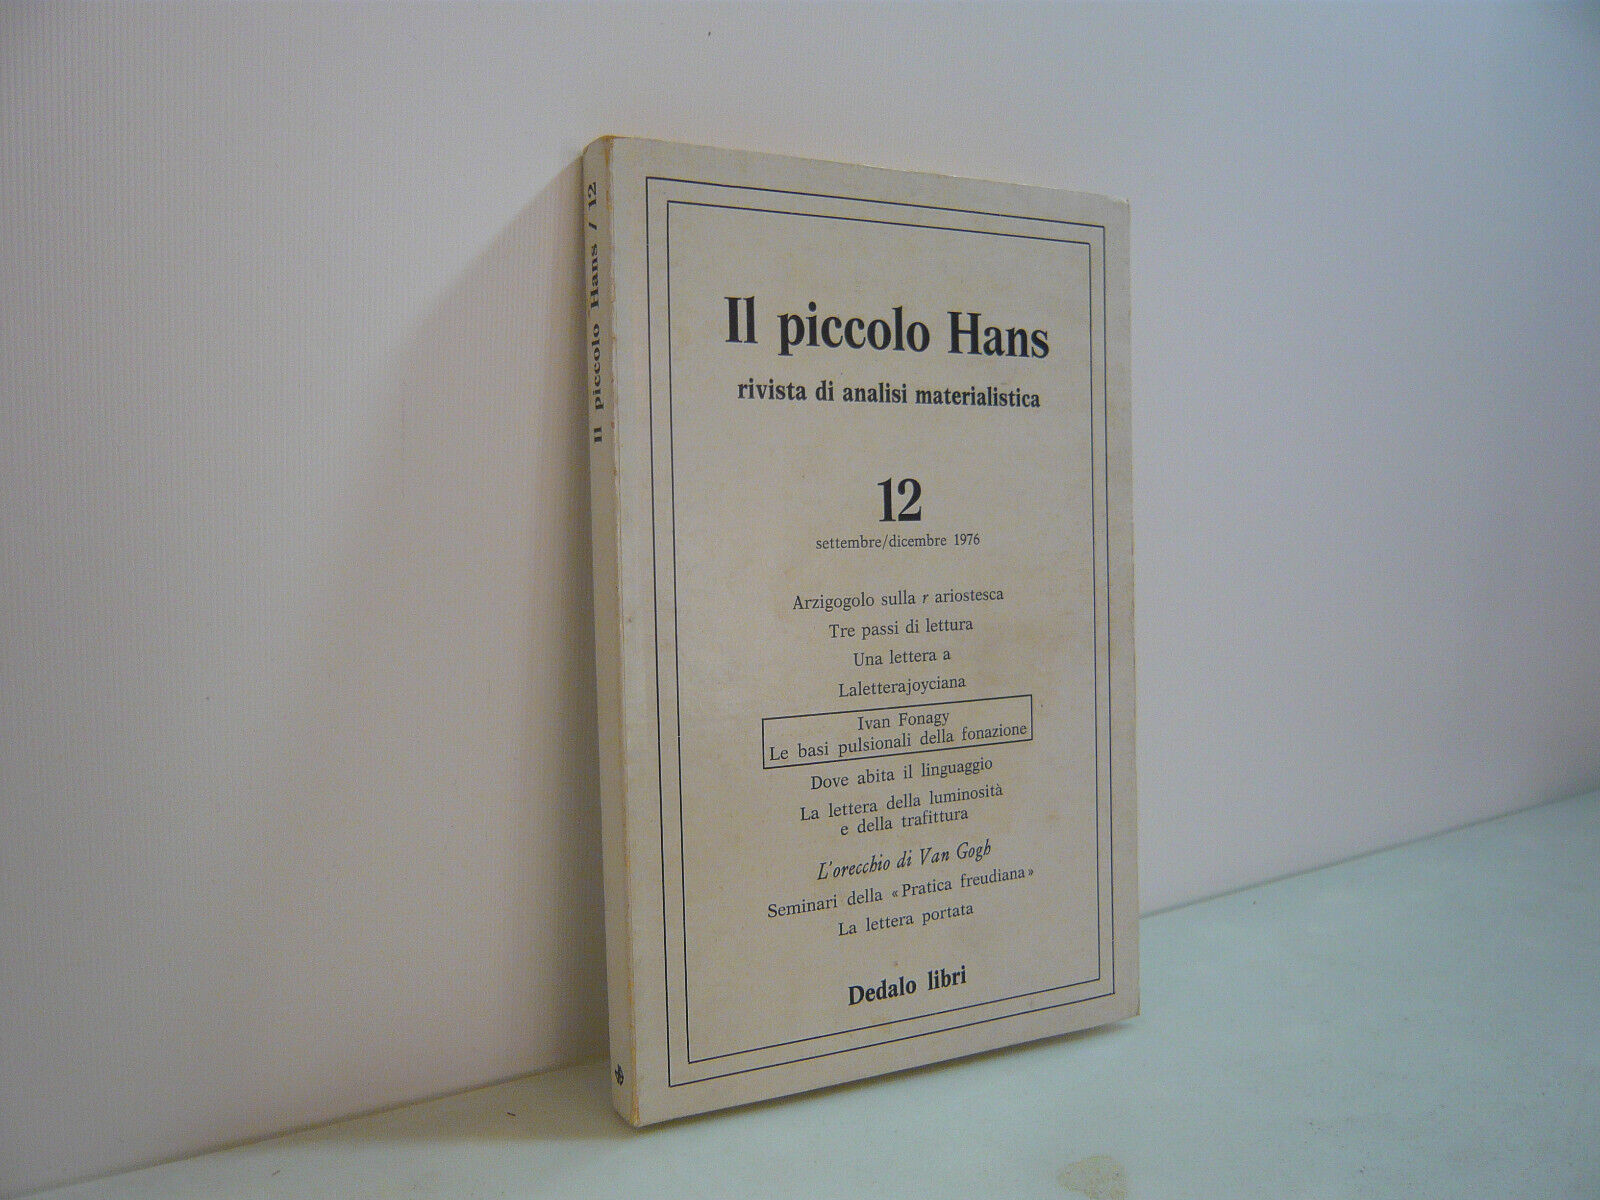 Il piccolo Hans / 12
Il piccolo Hans
rivista di analisi materialistica
12
settembre/dicembre 1976
Arzigogolo sulla r ariostesca
Tre passi di lettura
Una lettera a
Laletterajoyciana
Ivan Fonagy
Le basi pulsionali della fonazione
Dove abita il linguaggio
La lettera della luminosità
e della trafittura
L'orecchio di Van Gogh
Seminari della «Pratica freudiana»
La lettera portata
Dedalo libri